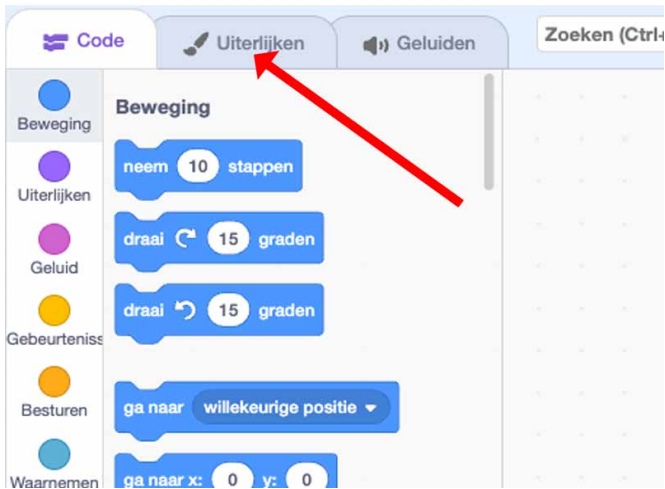 Code
Uiterlijken
Geluiden
Zoeken (Ctrl+
Beweging
Uiterlijken
Geluid
Gebeurteniss
Besturen
Waarnemen
Beweging
neem 10 stappen
draai 15 graden
draai 15 graden
ga naar willekeurige positie
ga naar x: 0 y: 0